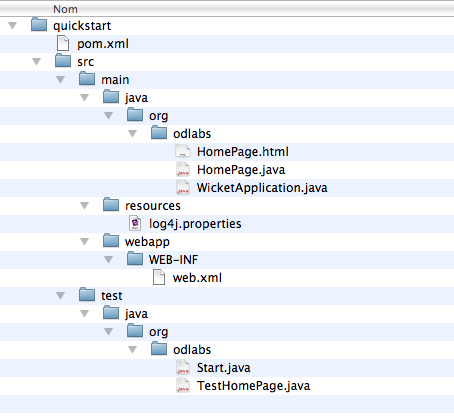 Nom
quickstart
pom.xml
src
main
java
org
odlabs
HomePage.html
HomePage.java
WicketApplication.java
resources
log4j.properties
webapp
WEB-INF
web.xml
test
java
org
odlabs
Start.java
TestHomePage.java